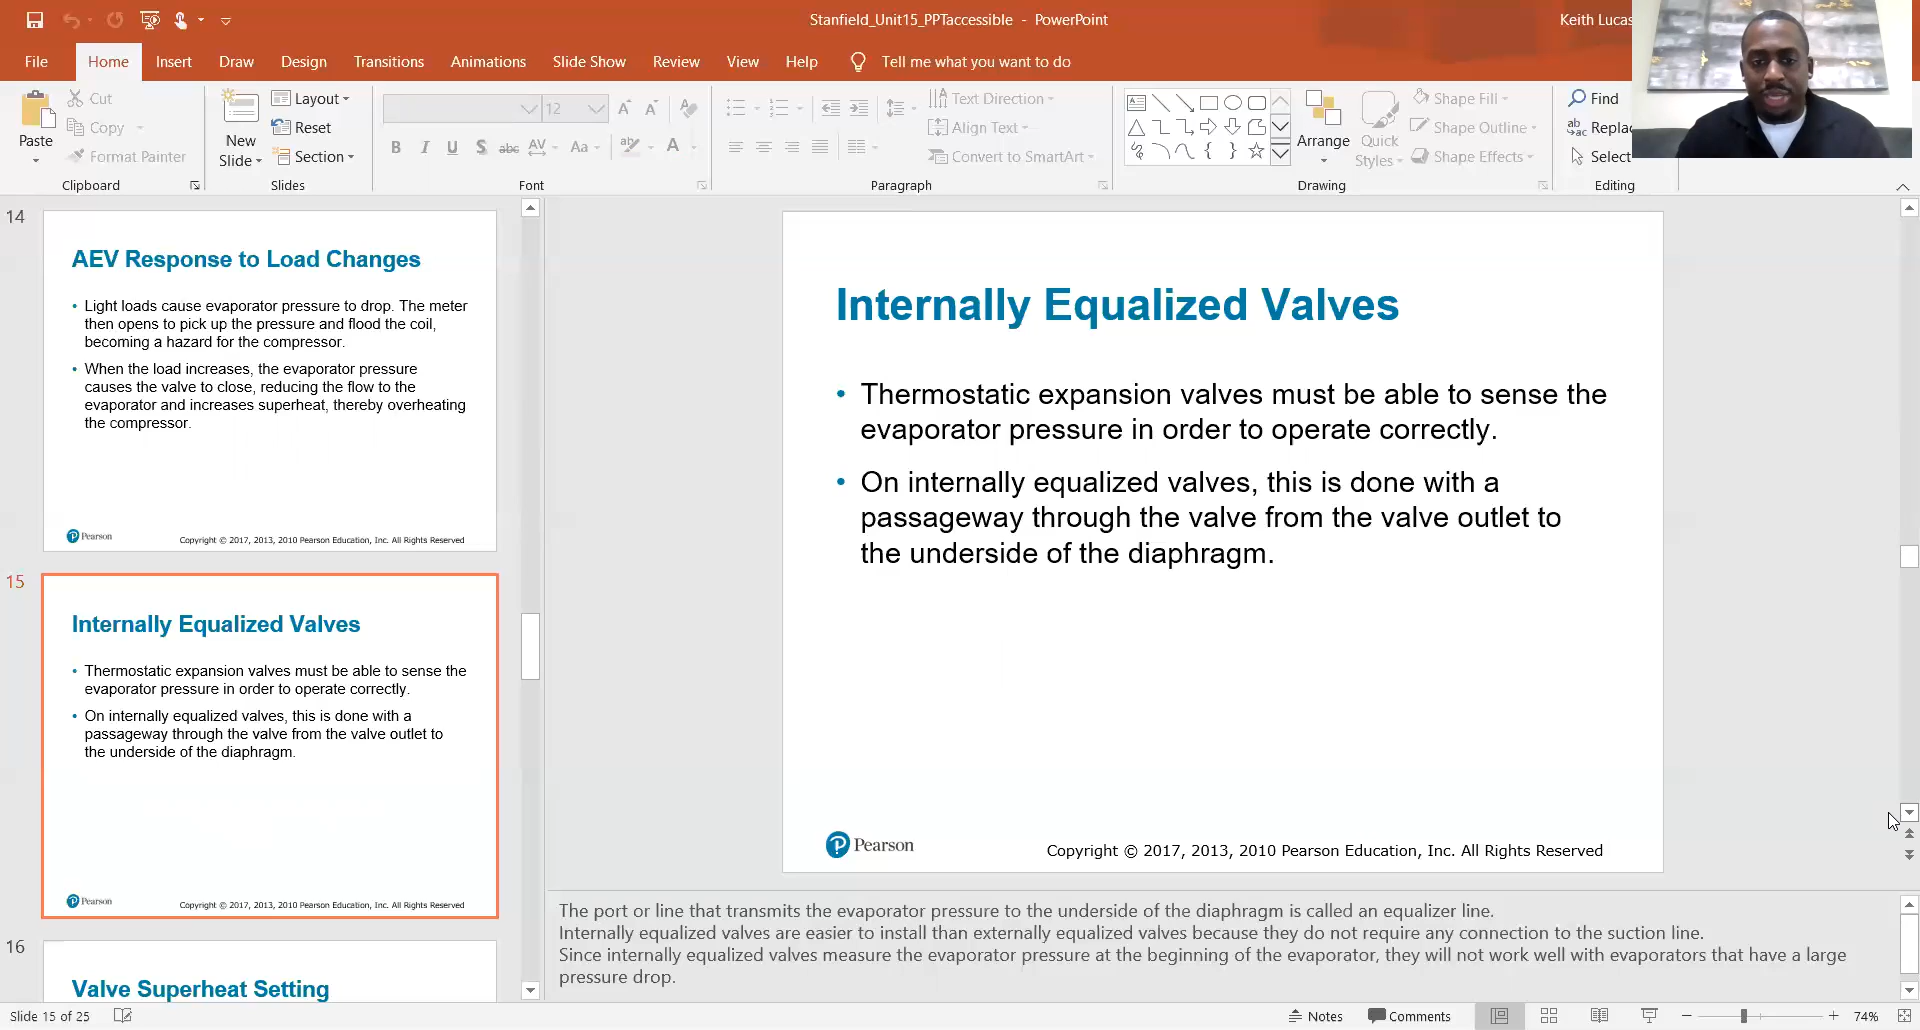 Stanfield_Unit15_PPTaccessible - PowerPoint
Keith Lucas
File Home Insert Draw Design Transitions Animations Slide Show Review View Help Tell me what you want to do
Paste
Cut
Copy
Format Painter
Clipboard
New
Slide
Layout
Reset
Section
Slides
12
B I U S abc AV Aa A
Font
Text Direction
Align Text
Convert to SmartArt
Paragraph
Arrange
Quick
Styles
Shape Fill
Shape Outline
Shape Effects
Drawing
Find
Select
Editing
14
AEV Response to Load Changes
• Light loads cause evaporator pressure to drop. The meter
then opens to pick up the pressure and flood the coil,
becoming a hazard for the compressor.
• When the load increases, the evaporator pressure
causes the valve to close, reducing the flow to the
evaporator and increases superheat, thereby overheating
the compressor.
Pearson
Copyright © 2017, 2013, 2010 Pearson Education, Inc. All Rights Reserved
15
Internally Equalized Valves
• Thermostatic expansion valves must be able to sense the
evaporator pressure in order to operate correctly.
• On internally equalized valves, this is done with a
passageway through the valve from the valve outlet to
the underside of the diaphragm.
Pearson
Copyright © 2017, 2013, 2010 Pearson Education, Inc. All Rights Reserved
16
Valve Superheat Setting
Internally Equalized Valves
• Thermostatic expansion valves must be able to sense the
evaporator pressure in order to operate correctly.
• On internally equalized valves, this is done with a
passageway through the valve from the valve outlet to
the underside of the diaphragm.
Pearson
Copyright © 2017, 2013, 2010 Pearson Education, Inc. All Rights Reserved
The port or line that transmits the evaporator pressure to the underside of the diaphragm is called an equalizer line.
Internally equalized valves are easier to install than externally equalized valves because they do not require any connection to the suction line.
Since internally equalized valves measure the evaporator pressure at the beginning of the evaporator, they will not work well with evaporators that have a large
pressure drop.
Slide 15 of 25
Notes
Comments
74%